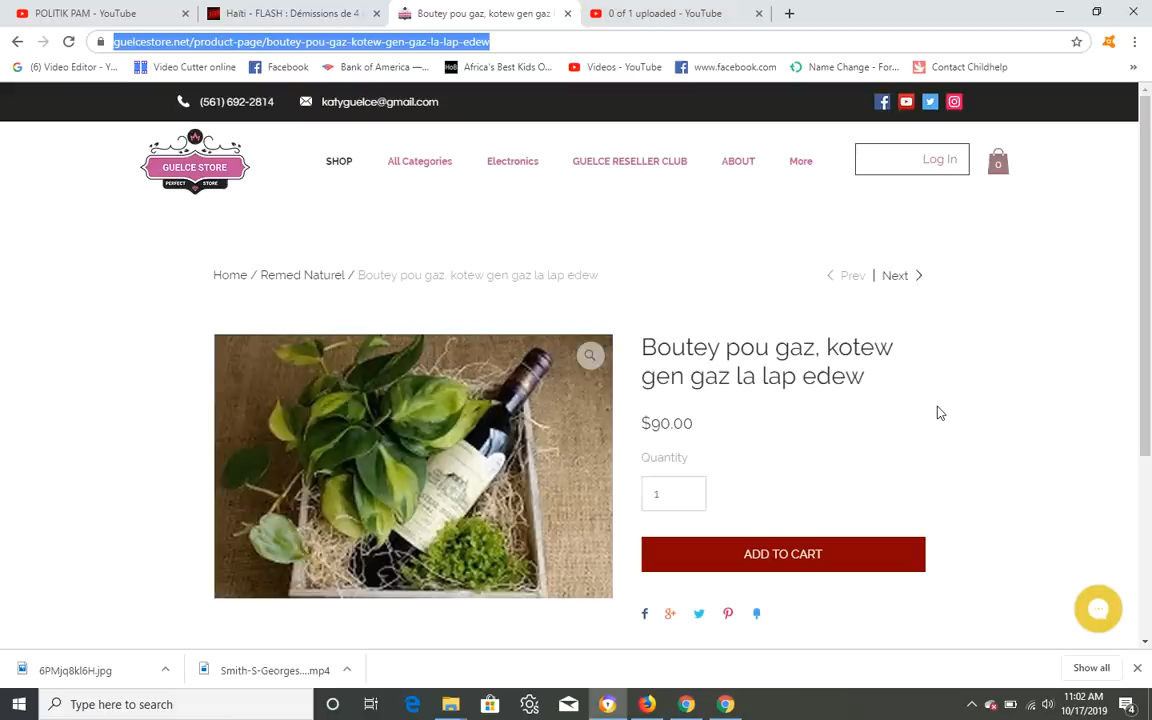 POLITIK PAM - YouTube
Haïti - FLASH : Démissions de 4
Boutey pou gaz, kotew gen gaz
0 of 1 uploaded - YouTube
guelcestore.net/product-page/boutey-pou-gaz-kotew-gen-gaz-la-lap-edew
(6) Video Editor - Y...
Video Cutter online
Facebook
Bank of America —...
Africa's Best Kids O...
Videos - YouTube
www.facebook.com
Name Change - For...
Contact Childhelp
»
(561) 692-2814
katyguelce@gmail.com
GUELCE STORE
PERFECT STORE
SHOP
All Categories
Electronics
GUELCE RESELLER CLUB
ABOUT
More
Log In
0
Home / Remed Naturel / Boutey pou gaz, kotew gen gaz la lap edew
Prev | Next
Boutey pou gaz, kotew
gen gaz la lap edew
$90.00
Quantity
1
ADD TO CART
6PMjq8kl6H.jpg
Smith-S-Georges....mp4
Show all
Type here to search
11:02 AM
10/17/2019
4